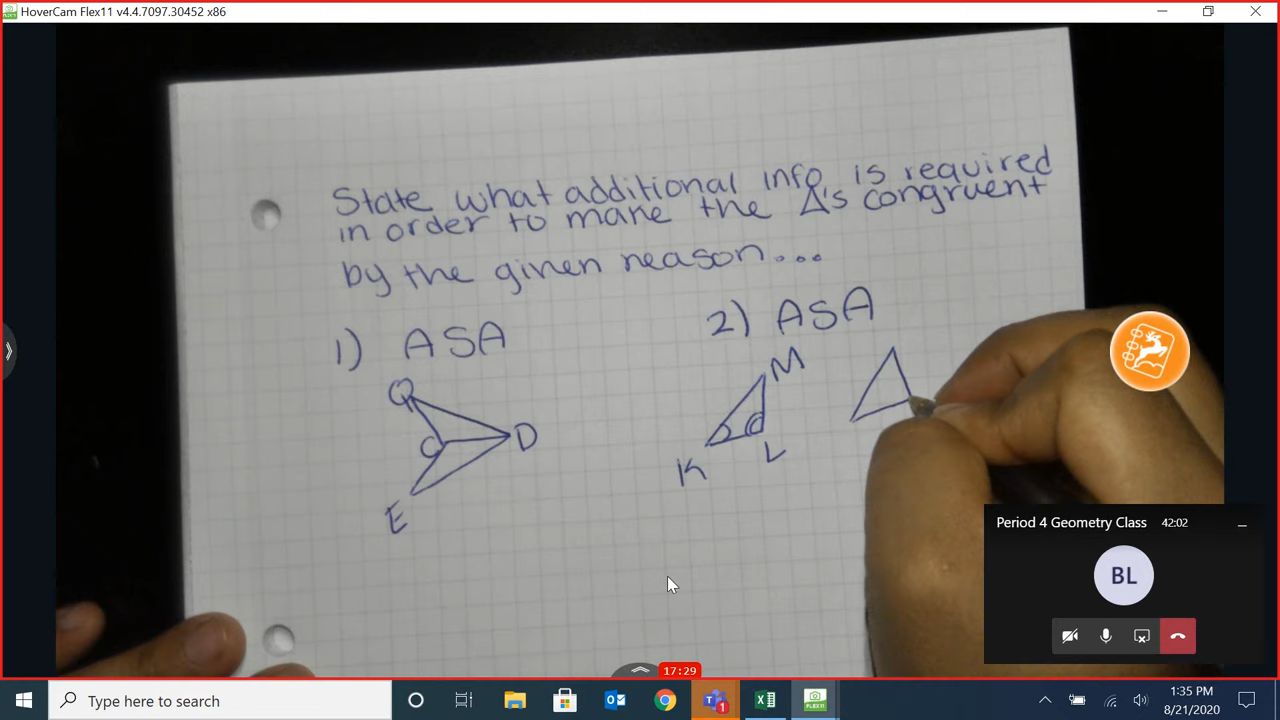 HoverCam Flex11 v4.4.7097.30452 x86
State what additional info is required
in order to make the Δ's congruent
by the given reason...
1) ASA
2) ASA
Q
C
D
E
M
K
L
Period 4 Geometry Class 42:02
BL
17:29
Type here to search
1
FLEX11
1:35 PM
8/21/2020